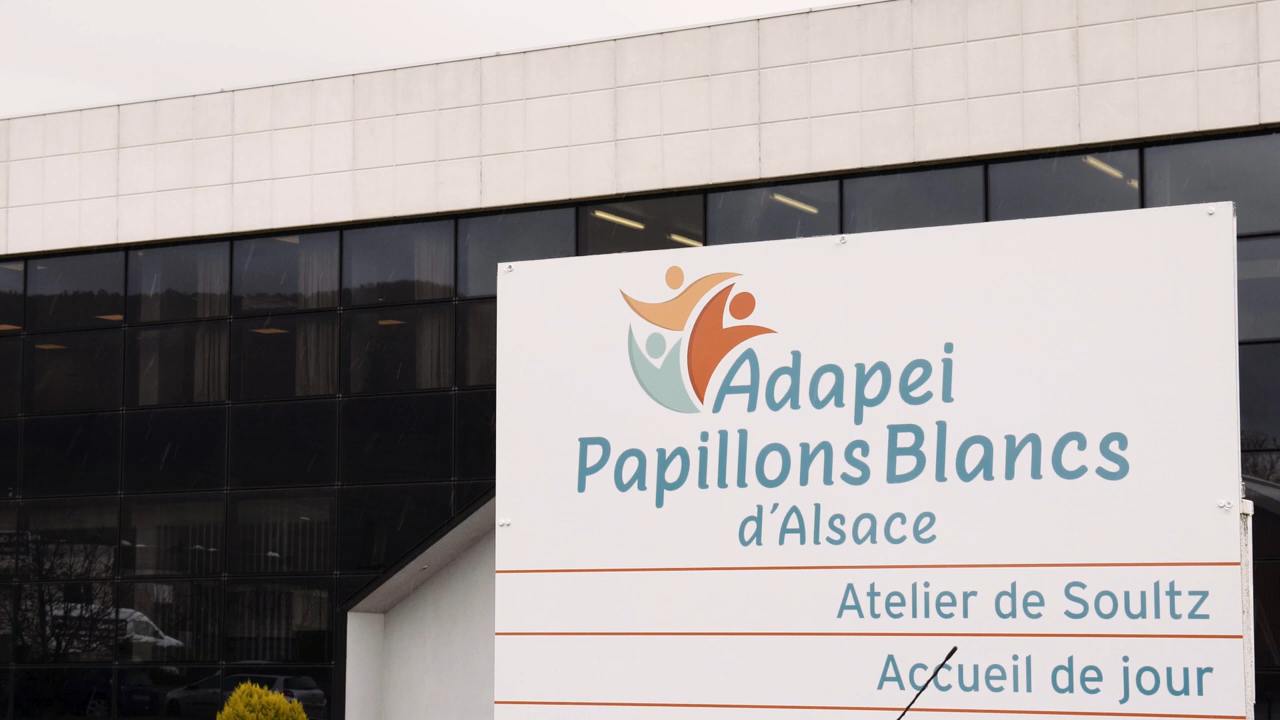 Adapei
Papillons Blancs
d'Alsace
Atelier de Soultz
Accueil de jour